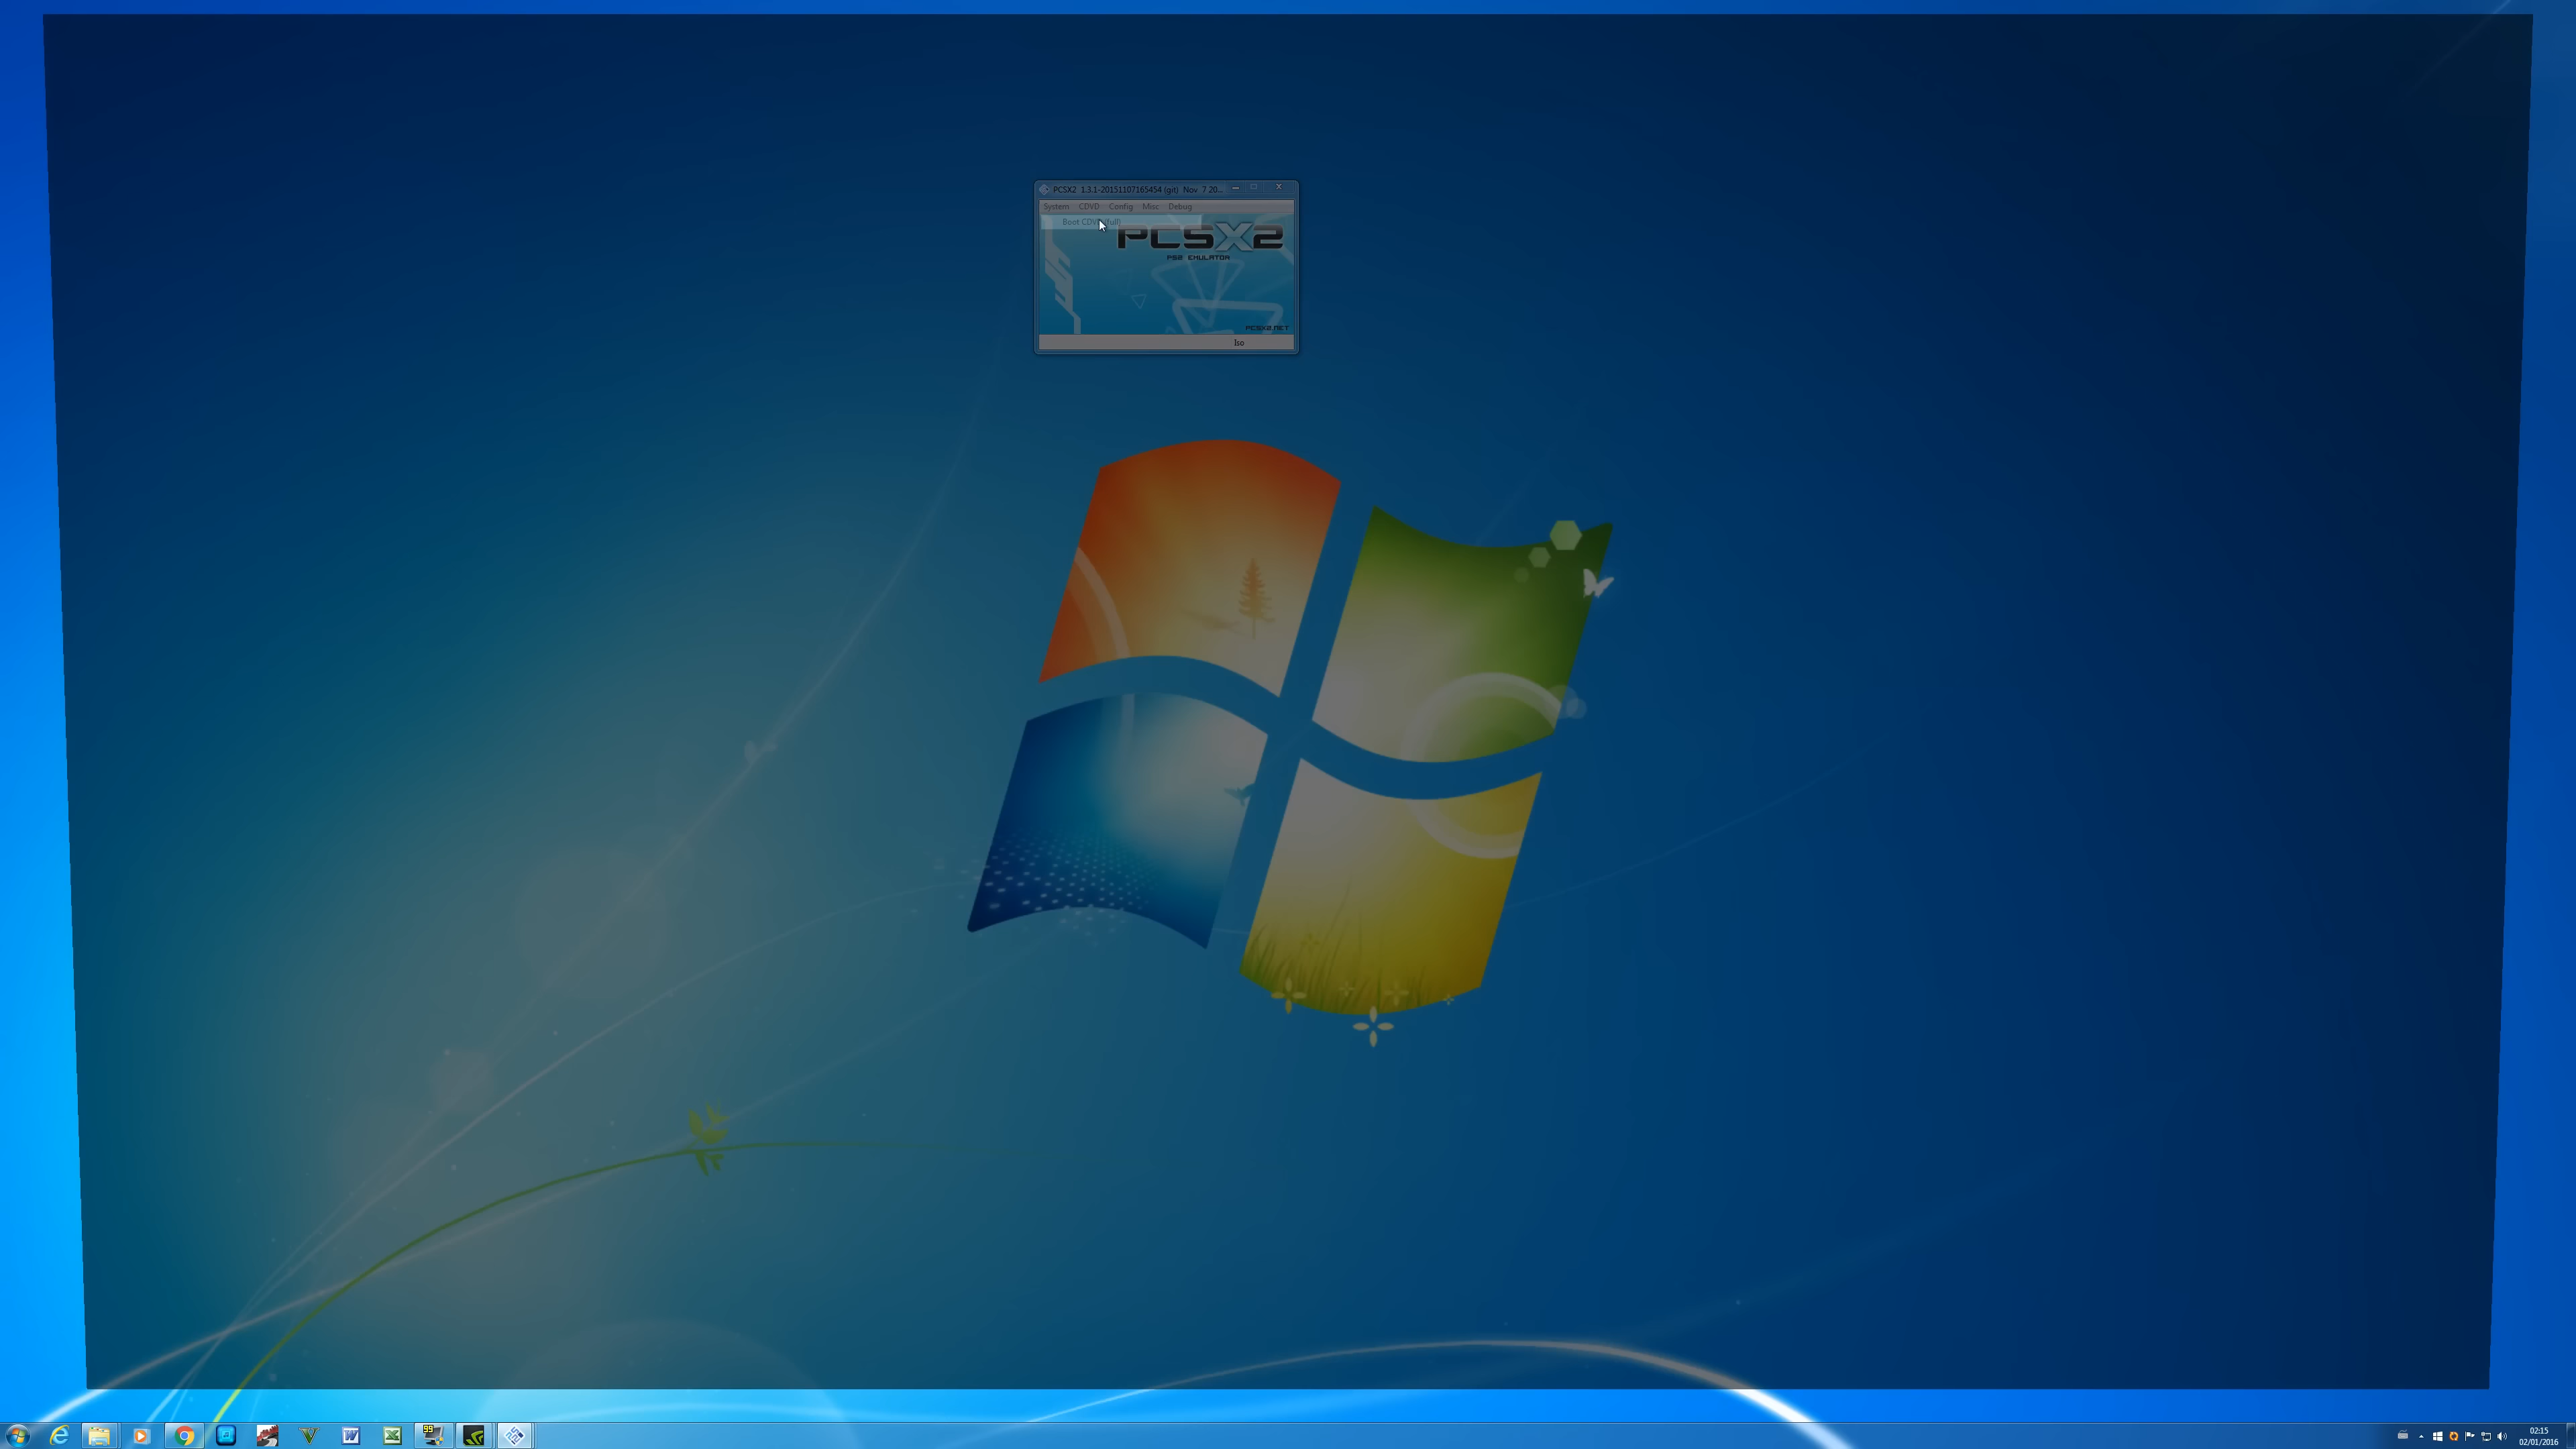 PCSX2  1.3.1-20151107165454 (git)  Nov  7 20...
System CDVD Config Misc Debug
Boot CDVD (full)
PCSX2
PS2 EMULATOR
PCSX2.NET
Iso
99
02:15
02/01/2016